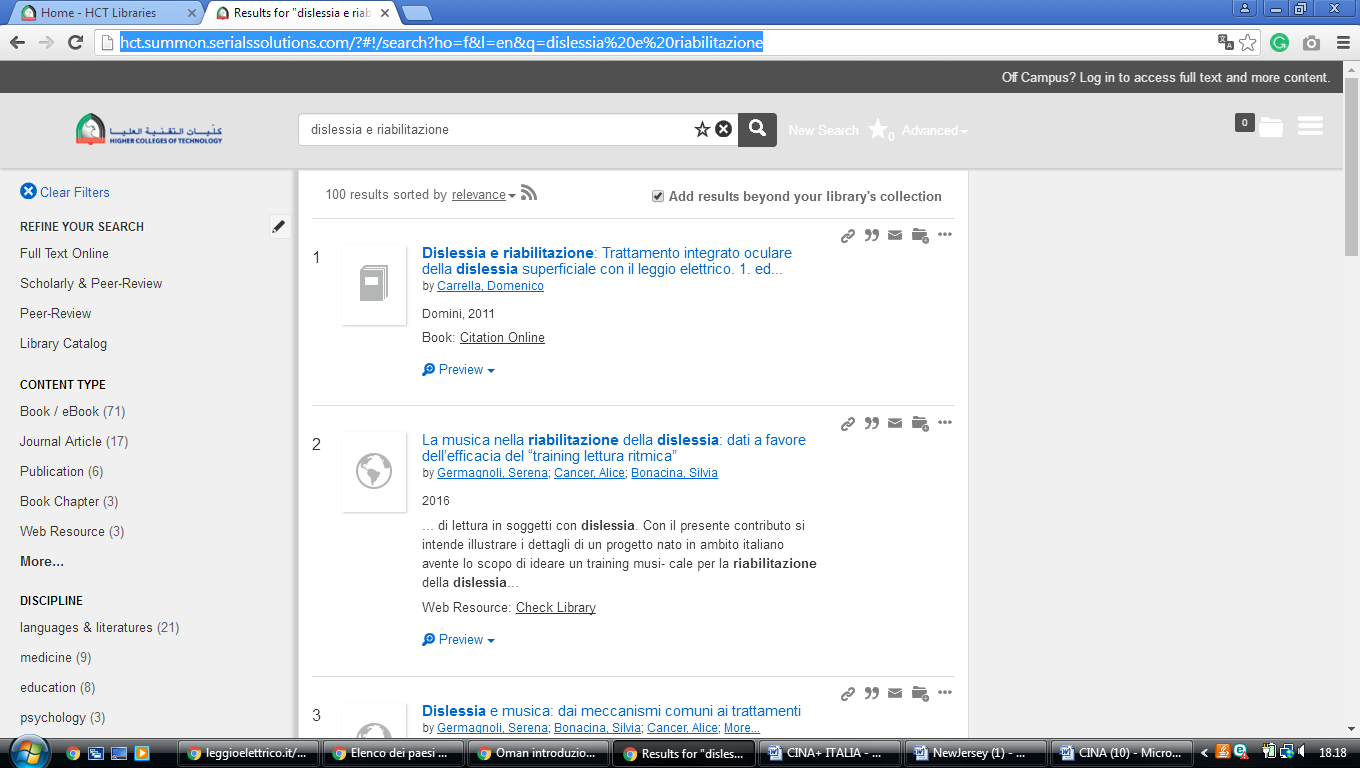 Home - HCT Libraries
Results for "dislessia e riab
hct.summon.serialssolutions.com/?#!/search?ho=f&l=en&q=dislessia%20e%20riabilitazione
Off Campus? Log in to access full text and more content.
كليات التقنية العليا
HIGHER COLLEGES OF TECHNOLOGY
dislessia e riabilitazione
New Search
0
Advanced
0
Clear Filters
REFINE YOUR SEARCH
Full Text Online
Scholarly & Peer-Review
Peer-Review
Library Catalog
CONTENT TYPE
Book / eBook (71)
Journal Article (17)
Publication (6)
Book Chapter (3)
Web Resource (3)
More...
DISCIPLINE
languages & literatures (21)
medicine (9)
education (8)
psychology (3)
100 results sorted by relevance
Add results beyond your library's collection
1
Dislessia e riabilitazione: Trattamento integrato oculare
della dislessia superficiale con il leggio elettrico. 1. ed...
by Carrella, Domenico
Domini, 2011
Book: Citation Online
Preview
2
La musica nella riabilitazione della dislessia: dati a favore
dell'efficacia del “training lettura ritmica”
by Germagnoli, Serena; Cancer, Alice; Bonacina, Silvia
2016
… di lettura in soggetti con dislessia. Con il presente contributo si
intende illustrare i dettagli di un progetto nato in ambito italiano
avente lo scopo di ideare un training musi- cale per la riabilitazione
della dislessia…
Web Resource: Check Library
Preview
3
Dislessia e musica: dai meccanismi comuni ai trattamenti
by Germagnoli, Serena; Bonacina, Silvia; Cancer, Alice; More...
leggioelettrico.it/
Elenco dei paesi
Oman introduzio...
Results for "disles...
CINA+ ITALIA - ...
NewJersey (1) - ...
CINA (10) - Micro...
18.18